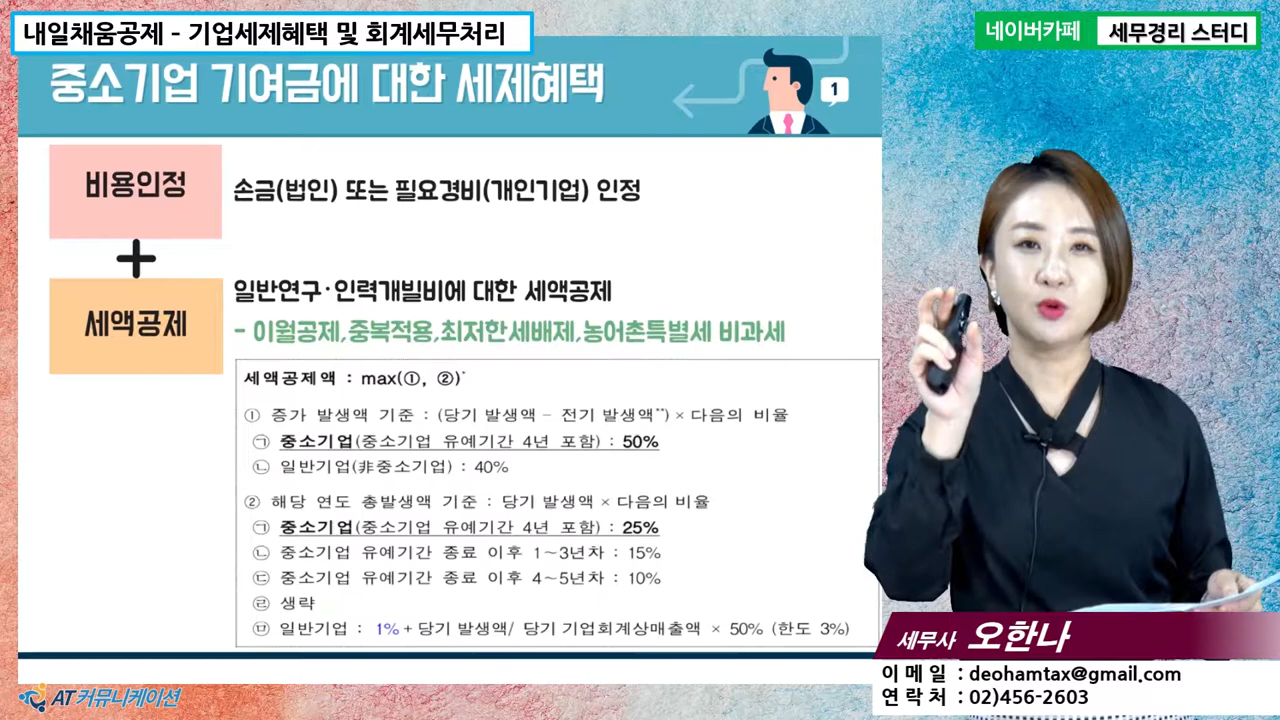 내일채움공제 - 기업세제혜택 및 회계세무처리
네이버카페 세무경리 스터디
중소기업 기여금에 대한 세제혜택
1
비용인정
손금(법인) 또는 필요경비(개인기업) 인정
+
세액공제
일반연구·인력개빌비에 대한 세액공제
- 이월공제,중복적용,최저한세배제,농어촌특별세 비과세
세액공제액 : max(①, ②)*
① 증가 발생액 기준 : (당기 발생액 - 전기 발생액**) × 다음의 비율
㉠ 중소기업(중소기업 유예기간 4년 포함) : 50%
㉡ 일반기업(非중소기업) : 40%
② 해당 연도 총발생액 기준 : 당기 발생액 × 다음의 비율
㉠ 중소기업(중소기업 유예기간 4년 포함) : 25%
㉡ 중소기업 유예기간 종료 이후 1~3년차 : 15%
㉢ 중소기업 유예기간 종료 이후 4~5년차 : 10%
㉣ 생략
㉤ 일반기업 : 1% + 당기 발생액/ 당기 기업회계상매출액 × 50% (한도 3%)
세무사 오한나
이 메 일 : deohamtax@gmail.com
연 락 처 : 02)456-2603
AT커뮤니케이션